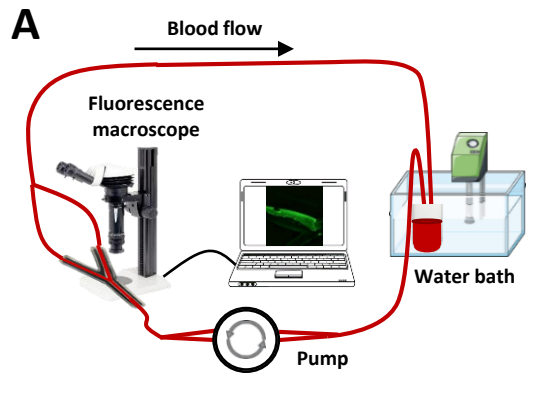 A
Blood flow
Fluorescence
macroscope
Water bath
Pump